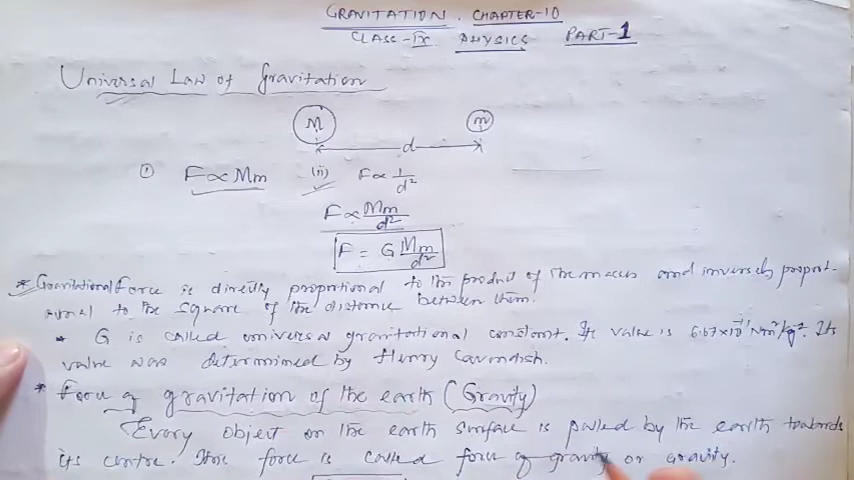 GRAVITATION. CHAPTER-10
CLASS-IX PHYSICS PART-1
Universal Law of Gravitation
M m
d
(i) F ∝ Mm (ii) F ∝ 1/d²
F ∝ Mm/d²
F = G Mm/d²
* Gravitational Force is directly proportional to the product of the masses and inversely proport-
ional to the square of the distance between them.
* G is called universal gravitational constant. Its value is 6.67×10⁻¹¹ Nm²/kg². Its
value was determined by Henry Cavendish.
* Force of gravitation of the earth (Gravity)
Every object on the earth surface is pulled by the earth towards
its centre. This force is called force of gravity or gravity.